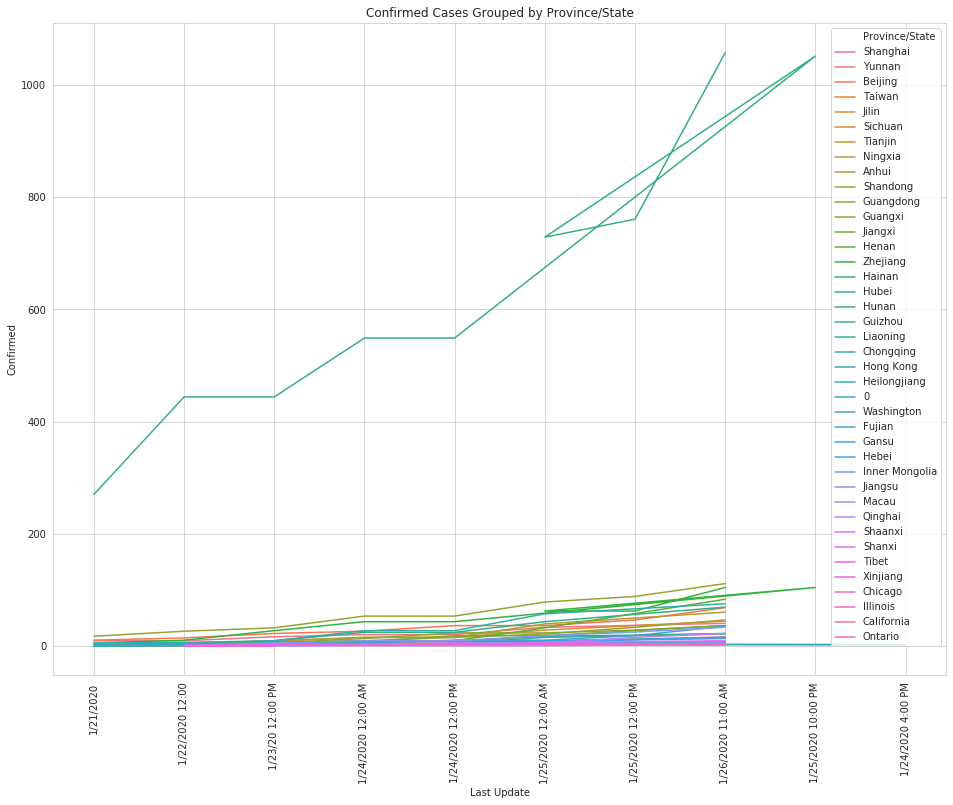 Confirmed Cases Grouped by Province/State
Confirmed
1000
800
600
400
200
0
Province/State
Shanghai
Yunnan
Beijing
Taiwan
Jilin
Sichuan
Tianjin
Ningxia
Anhui
Shandong
Guangdong
Guangxi
Jiangxi
Henan
Zhejiang
Hainan
Hubei
Hunan
Guizhou
Liaoning
Chongqing
Hong Kong
Heilongjiang
0
Washington
Fujian
Gansu
Hebei
Inner Mongolia
Jiangsu
Macau
Qinghai
Shaanxi
Shanxi
Tibet
Xinjiang
Chicago
Illinois
California
Ontario
1/21/2020
1/22/2020 12:00
1/23/20 12:00 PM
1/24/2020 12:00 AM
1/24/2020 12:00 PM
1/25/2020 12:00 AM
1/25/2020 12:00 PM
1/26/2020 11:00 AM
1/25/2020 10:00 PM
1/24/2020 4:00 PM
Last Update